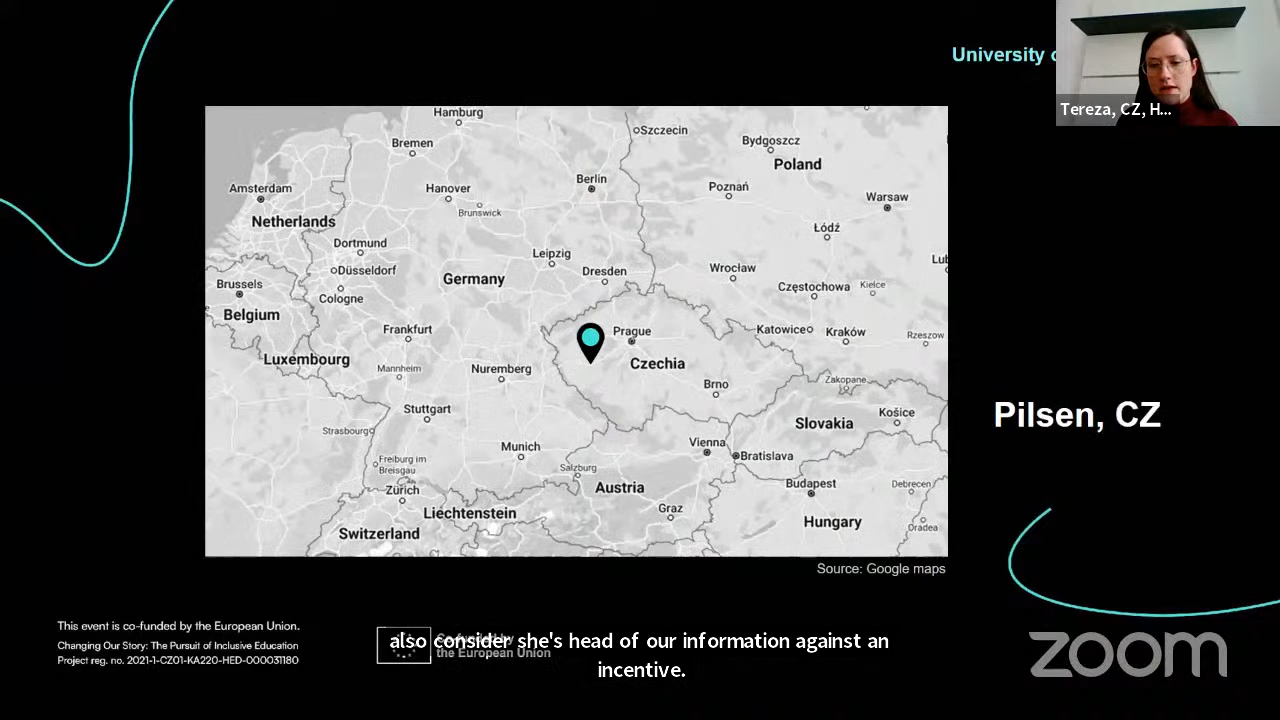 University
Tereza, CZ, H...
Hamburg
Szczecin
Bremen
Bydgoszcz
Poland
Amsterdam
Hanover
Berlin
Poznań
Warsaw
Brunswick
Netherlands
Łódź
Dortmund
Leipzig
Düsseldorf
Dresden
Wrocław
Germany
Brussels
Cologne
Częstochowa
Kielce
Belgium
Frankfurt
Prague
Katowice
Kraków
Rzeszow
Luxembourg
Mannheim
Nuremberg
Czechia
Zakopane
Brno
Stuttgart
Košice
Slovakia
Strasbourg
Pilsen, CZ
Munich
Vienna
Bratislava
Freiburg im
Breisgau
Salzburg
Zürich
Austria
Budapest
Debrecen
Liechtenstein
Graz
Hungary
Oradea
Switzerland
Source: Google maps
This event is co-funded by the European Union.
Changing Our Story: The Pursuit of Inclusive Education
Project reg. no. 2021-1-CZ01-KA220-HED-000031180
Co-funded by
the European Union
also consider she's head of our information against an
incentive.
zoom